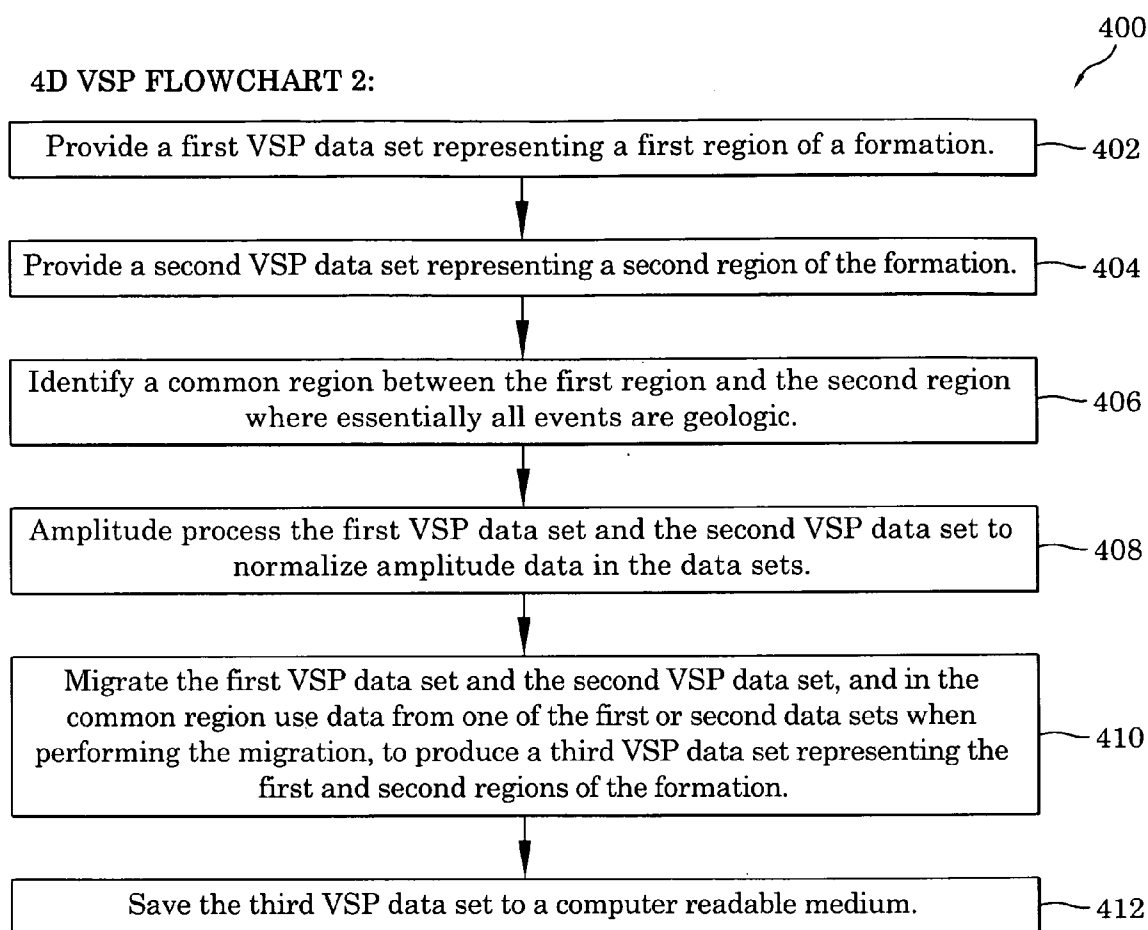 400
4D VSP FLOWCHART 2:
Provide a first VSP data set representing a first region of a formation.
402
Provide a second VSP data set representing a second region of the formation.
404
Identify a common region between the first region and the second region
where essentially all events are geologic.
406
Amplitude process the first VSP data set and the second VSP data set to
normalize amplitude data in the data sets.
408
Migrate the first VSP data set and the second VSP data set, and in the
common region use data from one of the first or second data sets when
performing the migration, to produce a third VSP data set representing the
first and second regions of the formation.
410
Save the third VSP data set to a computer readable medium.
412